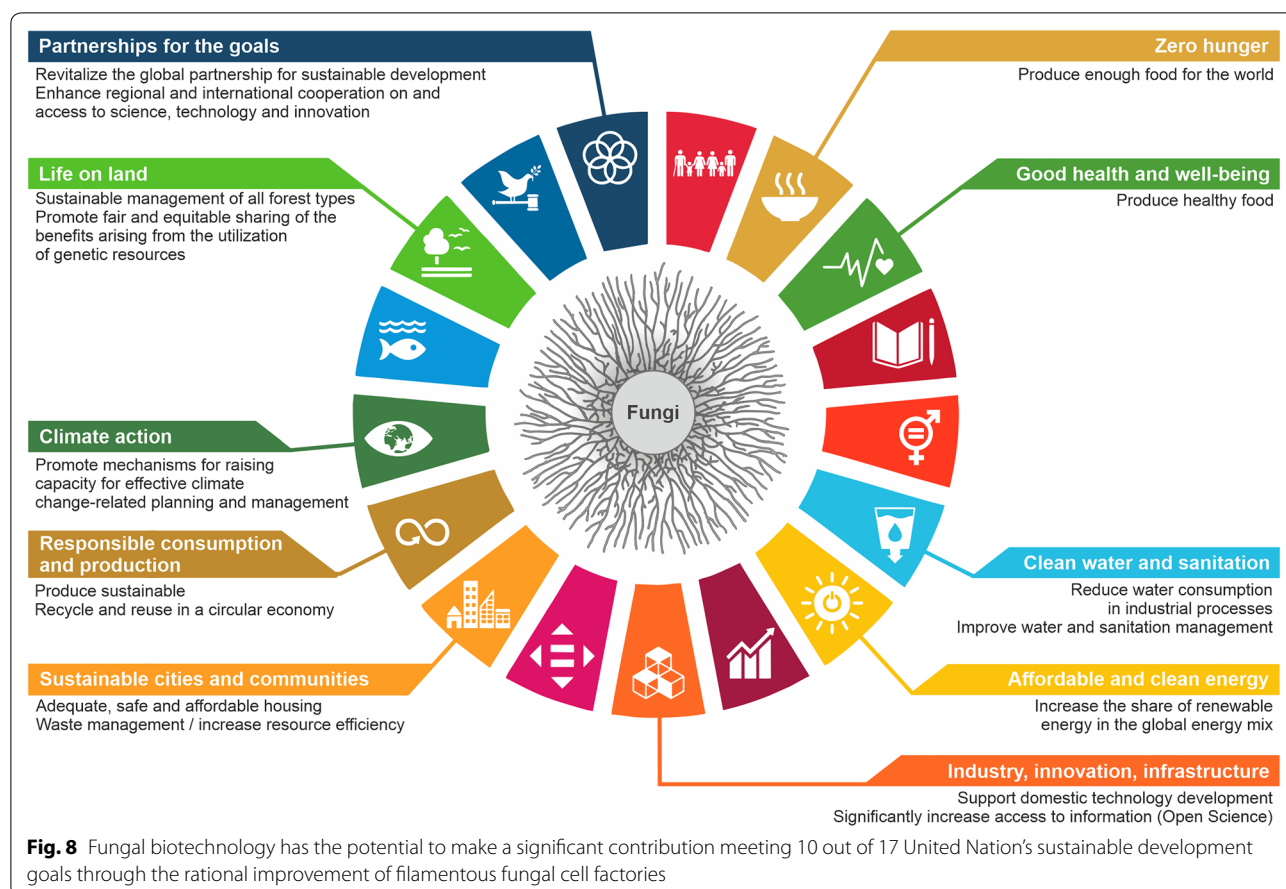 Partnerships for the goals
Revitalize the global partnership for sustainable development
Enhance regional and international cooperation on and
access to science, technology and innovation
Life on land
Sustainable management of all forest types
Promote fair and equitable sharing of the
benefits arising from the utilization
of genetic resources
Climate action
Promote mechanisms for raising
capacity for effective climate
change-related planning and management
Responsible consumption
and production
Produce sustainable
Recycle and reuse in a circular economy
Sustainable cities and communities
Adequate, safe and affordable housing
Waste management / increase resource efficiency
Fungi
Zero hunger
Produce enough food for the world
Good health and well-being
Produce healthy food
Clean water and sanitation
Reduce water consumption
in industrial processes
Improve water and sanitation management
Affordable and clean energy
Increase the share of renewable
energy in the global energy mix
Industry, innovation, infrastructure
Support domestic technology development
Significantly increase access to information (Open Science)
Fig. 8 Fungal biotechnology has the potential to make a significant contribution meeting 10 out of 17 United Nation's sustainable development
goals through the rational improvement of filamentous fungal cell factories